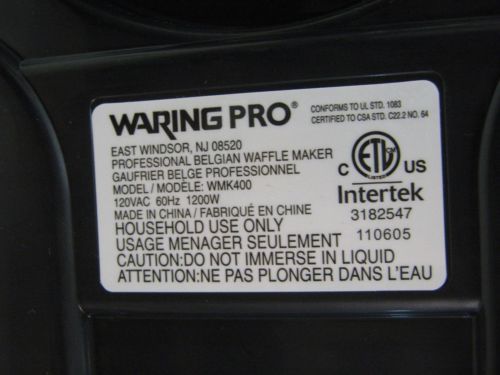 WARING PRO®
CONFORMS TO UL STD. 1083
CERTIFIED TO CSA STD. C22.2 NO. 64
EAST WINDSOR, NJ 08520
PROFESSIONAL BELGIAN WAFFLE MAKER
GAUFRIER BELGE PROFESSIONNEL
MODEL / MODÈLE: WMK400
120VAC 60Hz 1200W
MADE IN CHINA / FABRIQUÉ EN CHINE
HOUSEHOLD USE ONLY
USAGE MENAGER SEULEMENT
CAUTION:DO NOT IMMERSE IN LIQUID
ATTENTION:NE PAS PLONGER DANS L'EAU
C ETL US
Intertek
3182547
110605